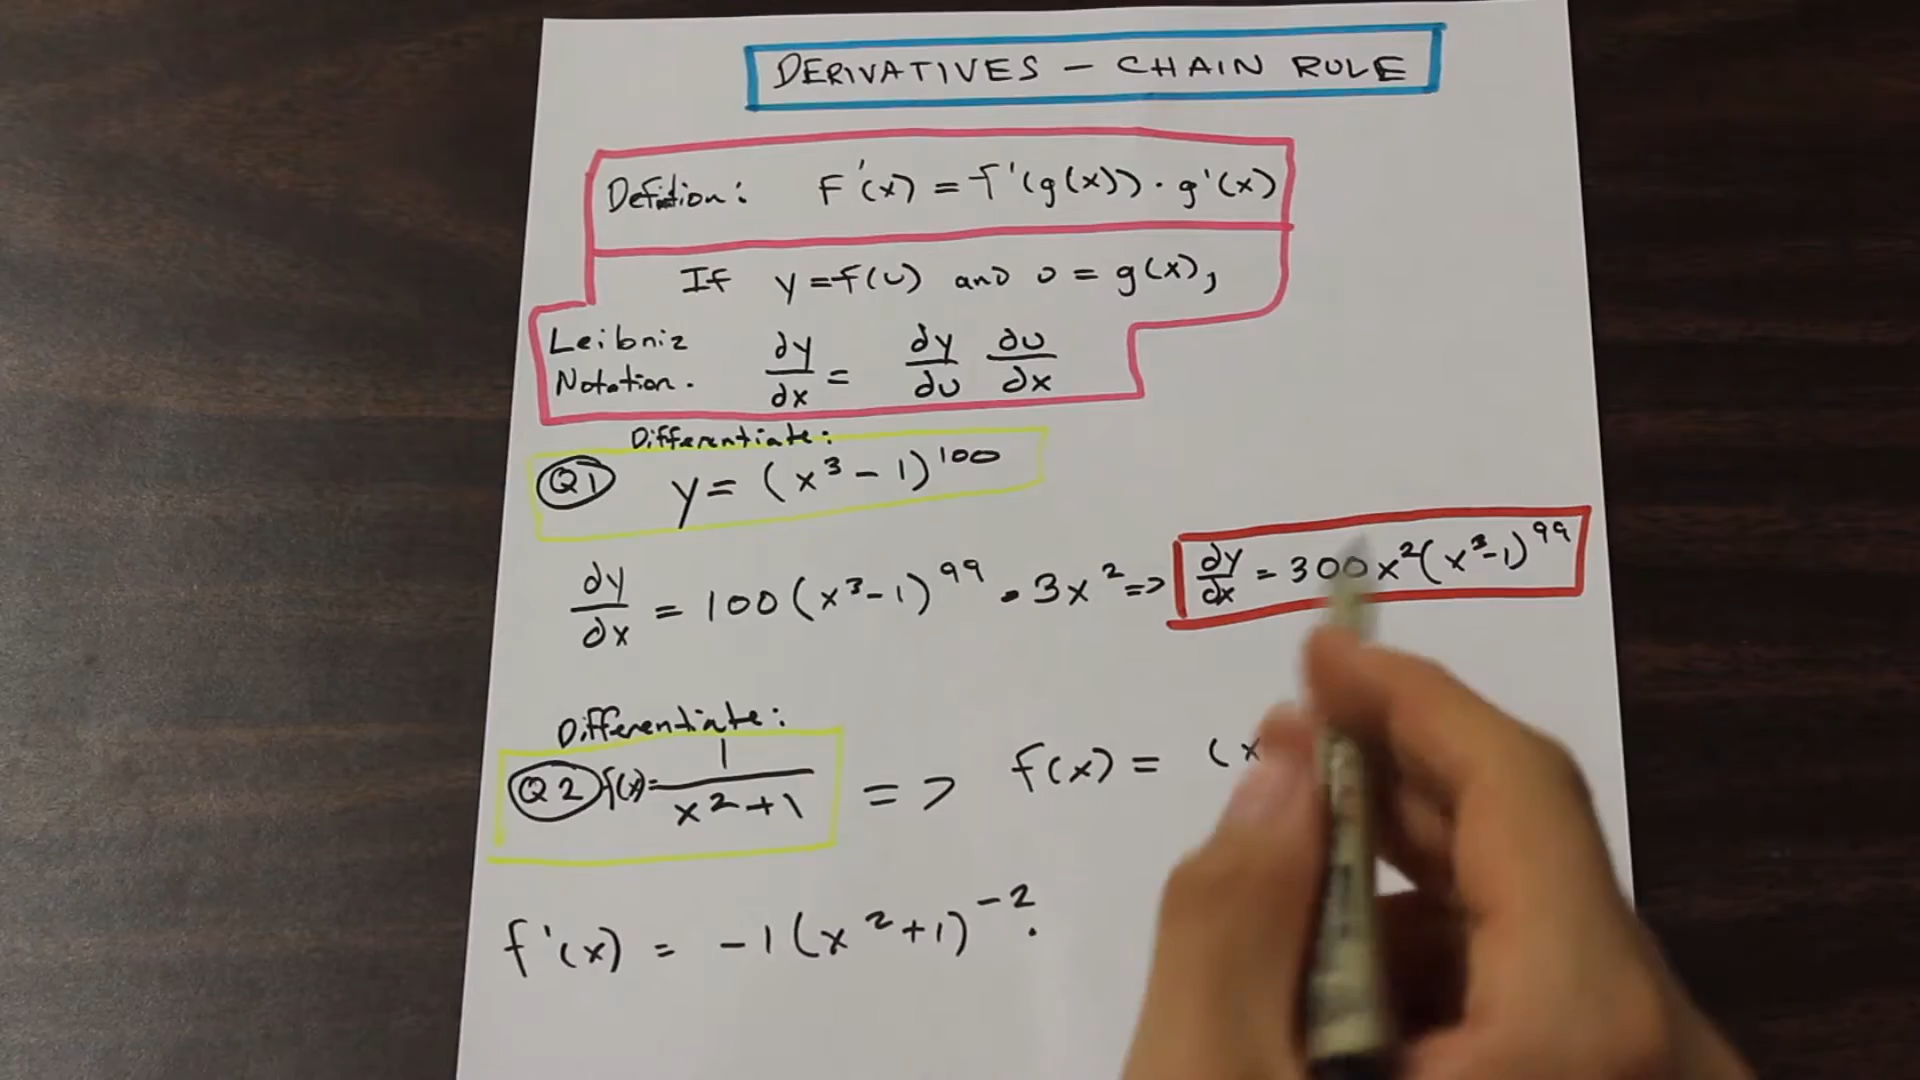 DERIVATIVES - CHAIN RULE
Defintion: F'(x) = f'(g(x)) · g'(x)
If y = f(u) and u = g(x),
Leibniz Notation. dy/dx = dy/du du/dx
Differentiate:
Q1 y = (x³ - 1)¹⁰⁰
dy/dx = 100(x³-1)⁹⁹ · 3x² => dy/dx = 300x²(x³-1)⁹⁹
Differentiate:
Q2 f(x) = 1/(x²+1) => f(x) = (x
f'(x) = -1(x²+1)⁻² ·